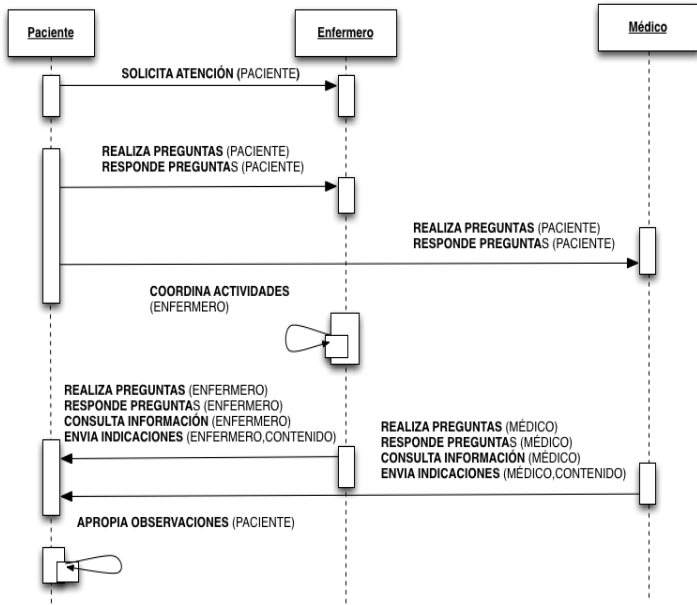 Paciente
Enfermero
Médico
SOLICITA ATENCIÓN (PACIENTE)
REALIZA PREGUNTAS (PACIENTE)
RESPONDE PREGUNTAS (PACIENTE)
REALIZA PREGUNTAS (PACIENTE)
RESPONDE PREGUNTAS (PACIENTE)
COORDINA ACTIVIDADES
(ENFERMERO)
REALIZA PREGUNTAS (ENFERMERO)
RESPONDE PREGUNTAS (ENFERMERO)
CONSULTA INFORMACIÓN (ENFERMERO)
ENVIA INDICACIONES (ENFERMERO,CONTENIDO)
REALIZA PREGUNTAS (MÉDICO)
RESPONDE PREGUNTAS (MÉDICO)
CONSULTA INFORMACIÓN (MÉDICO)
ENVIA INDICACIONES (MÉDICO,CONTENIDO)
APROPIA OBSERVACIONES (PACIENTE)